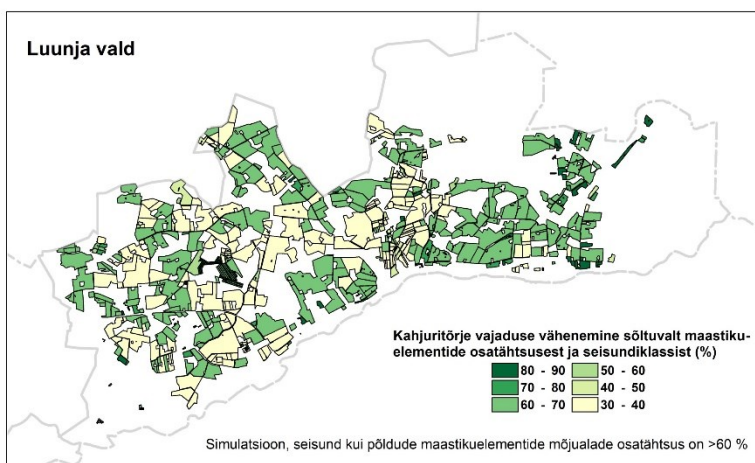 Luunja vald
Kahjuritõrje vajaduse vähenemine sõltuvalt maastiku-
elementide osatähtsusest ja seisundiklassist (%)
80 - 90 50 - 60
70 - 80 40 - 50
60 - 70 30 - 40
Simulatsioon, seisund kui põldude maastikuelementide mõjualade osatähtsus on >60 %